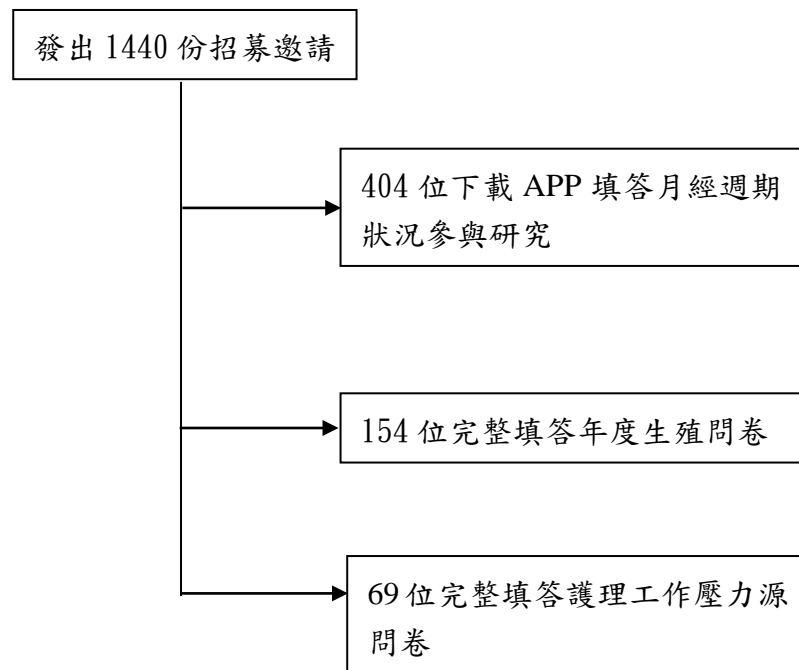 發出 1440 份招募邀請
404 位下載 APP 填答月經週期
狀況參與研究
154 位完整填答年度生殖問卷
69 位完整填答護理工作壓力源
問卷